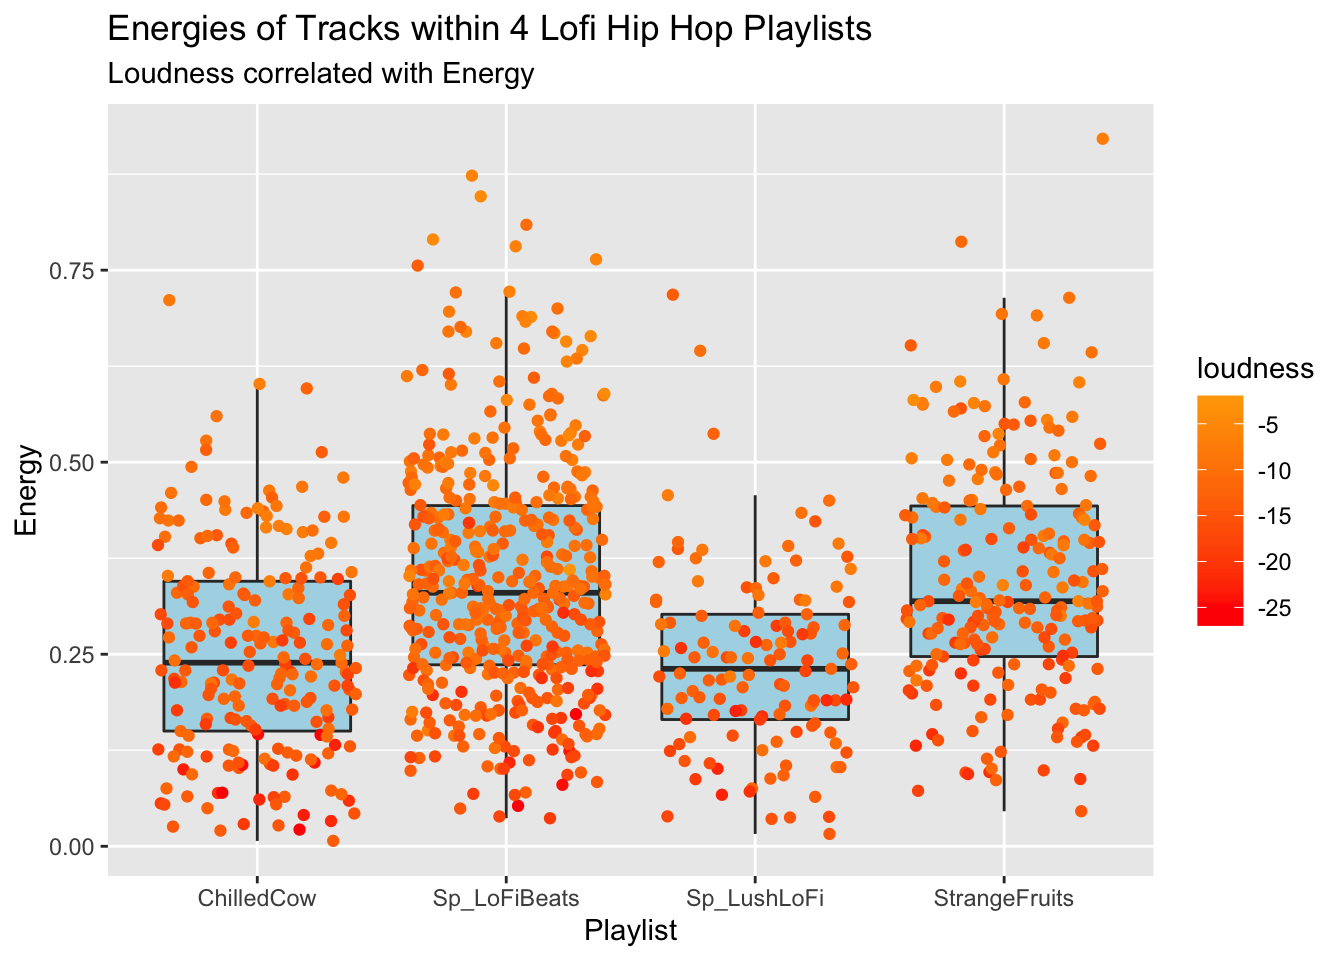 Energies of Tracks within 4 Lofi Hip Hop Playlists
Loudness correlated with Energy
Energy
0.75
0.50
0.25
0.00
ChilledCow
Sp_LoFiBeats
Sp_LushLoFi
StrangeFruits
Playlist
loudness
-5
-10
-15
-20
-25